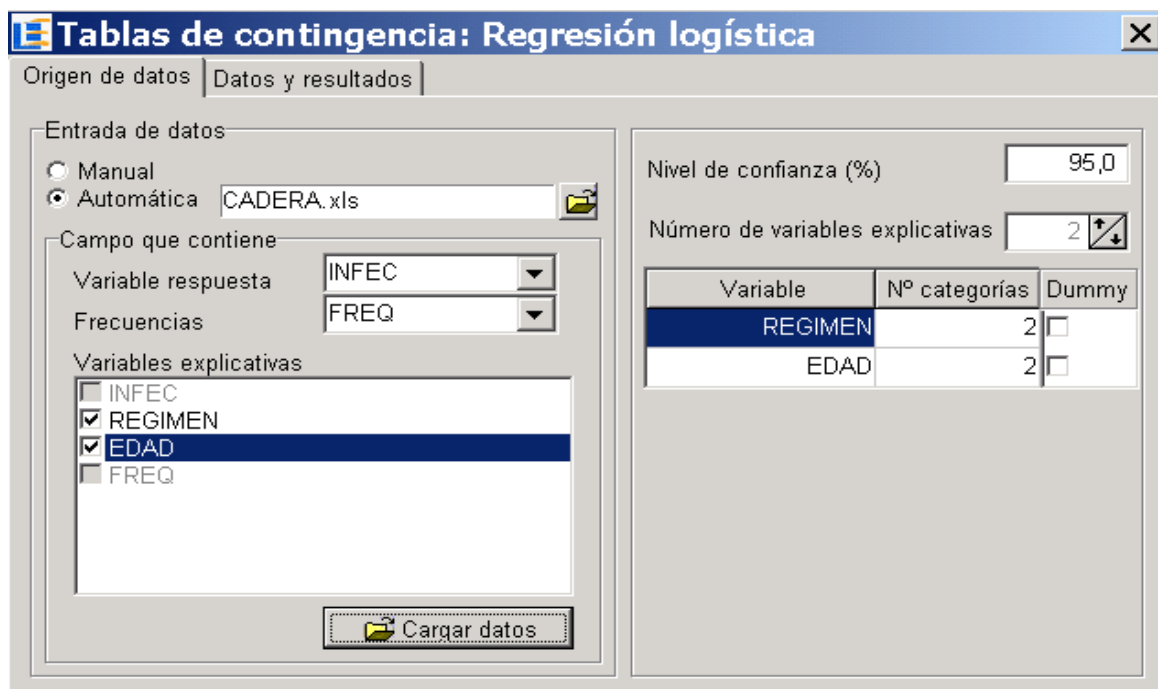 Tablas de contingencia: Regresión logística
Origen de datos
Datos y resultados
Entrada de datos
Manual
Automática
CADERA.xls
Campo que contiene
Variable respuesta
INFEC
Frecuencias
FREQ
Variables explicativas
INFEC
REGIMEN
EDAD
FREQ
Cargar datos
Nivel de confianza (%)
95,0
Número de variables explicativas
2
Variable Nº categorías Dummy
REGIMEN 2
EDAD 2